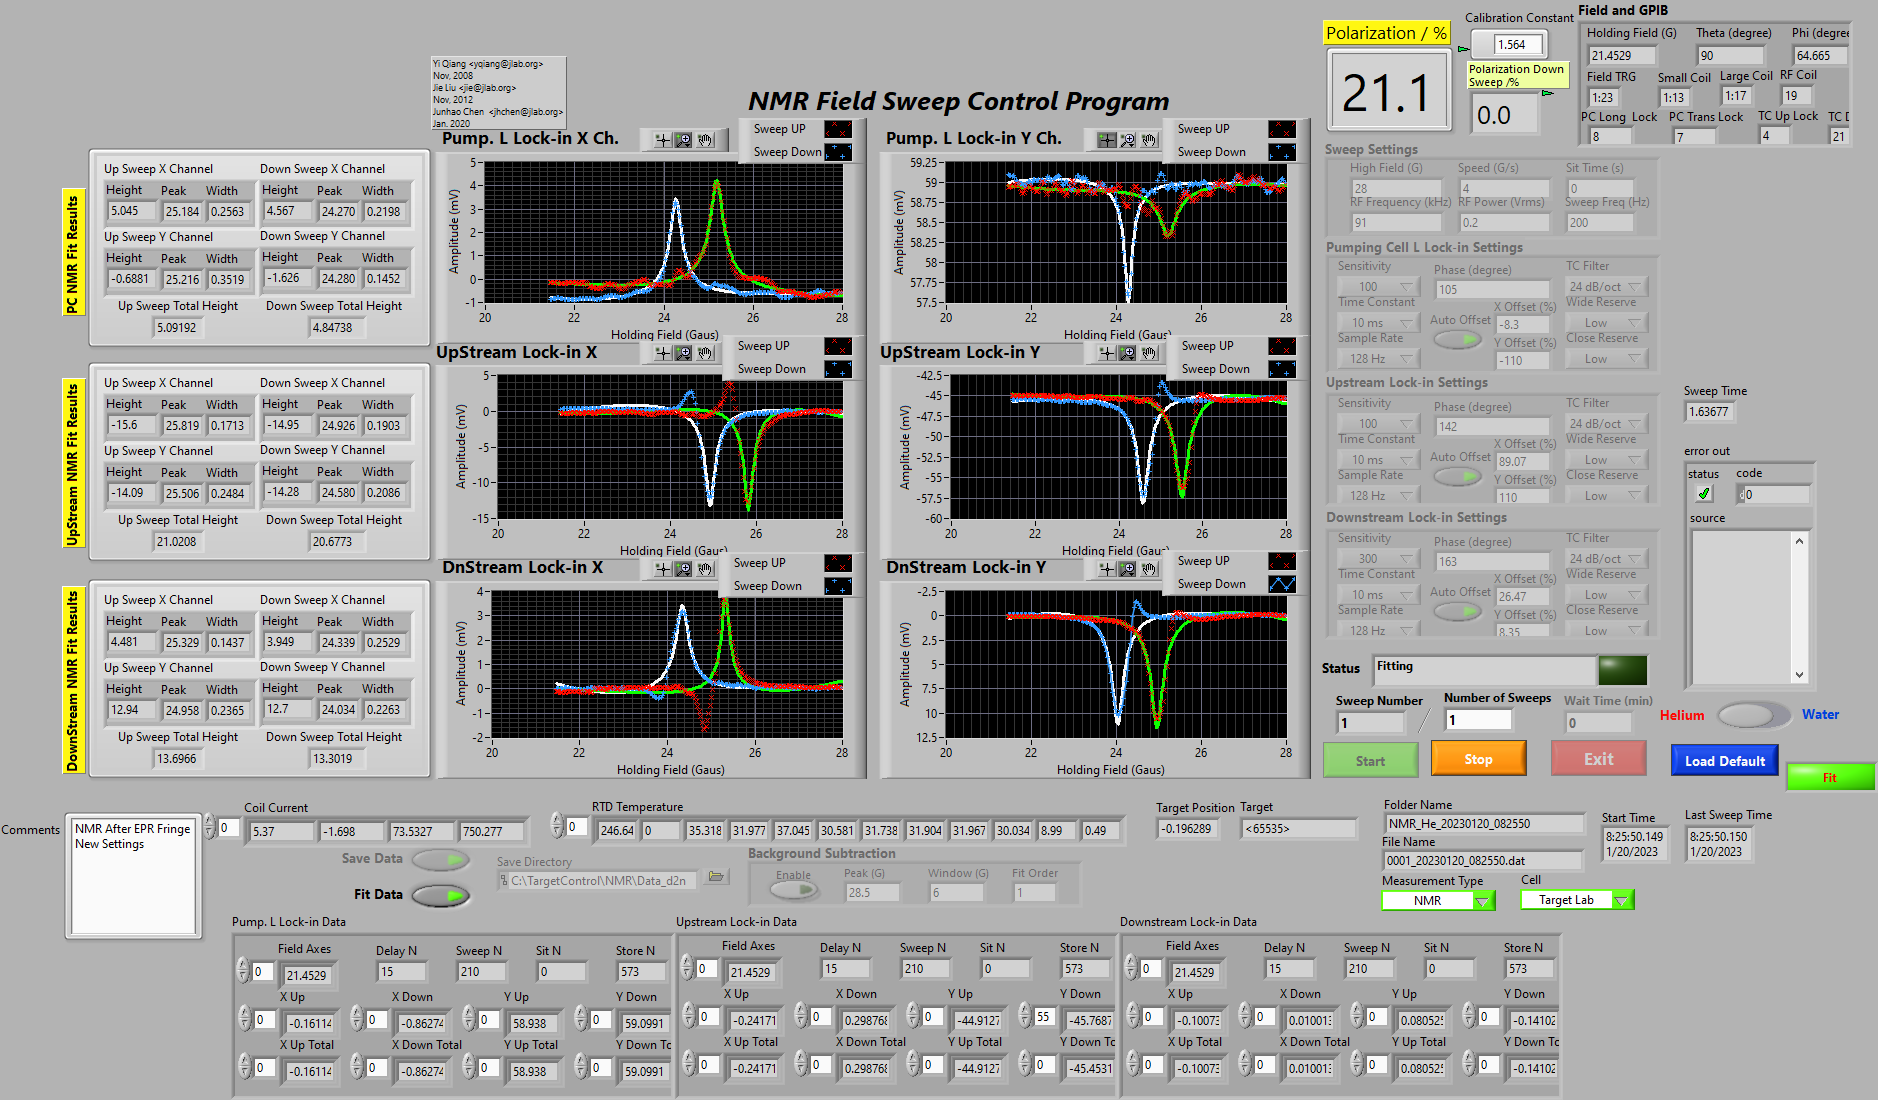 Yi Qiang <yqiang@jlab.org>
Nov, 2008
Jie Liu <jie@jlab.org>
Nov, 2012
Junhao Chen <jhchen@jlab.org>
Jan. 2020
NMR Field Sweep Control Program
Polarization / %
21.1
Calibration Constant
1.564
Polarization Down
Sweep /%
0.0
Field and GPIB
Holding Field (G) Theta (degree) Phi (degree
21.4529 90 64.665
Field TRG Small Coil Large Coil RF Coil
1:23 1:13 1:17 19
PC Long Lock PC Trans Lock TC Up Lock TC D
8 7 4 21
PC NMR Fit Results
Up Sweep X Channel Down Sweep X Channel
Height Peak Width Height Peak Width
5.045 25.184 0.2563 4.567 24.270 0.2198
Up Sweep Y Channel Down Sweep Y Channel
Height Peak Width Height Peak Width
-0.6881 25.216 0.3519 -1.626 24.280 0.1452
Up Sweep Total Height Down Sweep Total Height
5.09192 4.84738
UpStream NMR Fit Results
Up Sweep X Channel Down Sweep X Channel
Height Peak Width Height Peak Width
-15.6 25.819 0.1713 -14.95 24.926 0.1903
Up Sweep Y Channel Down Sweep Y Channel
Height Peak Width Height Peak Width
-14.09 25.506 0.2484 -14.28 24.580 0.2086
Up Sweep Total Height Down Sweep Total Height
21.0208 20.6773
DownStream NMR Fit Results
Up Sweep X Channel Down Sweep X Channel
Height Peak Width Height Peak Width
4.481 25.329 0.1437 3.949 24.339 0.2529
Up Sweep Y Channel Down Sweep Y Channel
Height Peak Width Height Peak Width
12.94 24.958 0.2365 12.7 24.034 0.2263
Up Sweep Total Height Down Sweep Total Height
13.6966 13.3019
Pump. L Lock-in X Ch.
Sweep UP
Sweep Down
Amplitude (mV)
5
4
3
2
1
0
-1
20 22 24 26 28
Holding Field (Gaus)
Pump. L Lock-in Y Ch.
Sweep UP
Sweep Down
Amplitude (mV)
59.25
59
58.75
58.5
58.25
58
57.75
57.5
20 22 24 26 28
Holding Field (Gaus)
UpStream Lock-in X
Sweep UP
Sweep Down
Amplitude (mV)
5
0
-5
-10
-15
20 22 24 26 28
Holding Field (Gaus)
UpStream Lock-in Y
Sweep UP
Sweep Down
Amplitude (mV)
-42.5
-45
-47.5
-50
-52.5
-55
-57.5
-60
20 22 24 26 28
Holding Field (Gaus)
DnStream Lock-in X
Sweep UP
Sweep Down
Amplitude (mV)
4
3
2
1
0
-1
-2
20 22 24 26 28
Holding Field (Gaus)
DnStream Lock-in Y
Sweep UP
Sweep Down
Amplitude (mV)
-2.5
0
2.5
5
7.5
10
12.5
20 22 24 26 28
Holding Field (Gaus)
Sweep Settings
High Field (G) Speed (G/s) Sit Time (s)
28 4 0
RF Frequency (kHz) RF Power (Vrms) Sweep Freq (Hz)
91 0.2 200
Pumping Cell L Lock-in Settings
Sensitivity Phase (degree) TC Filter
100 105 24 dB/oct
Time Constant X Offset (%) Wide Reserve
10 ms Auto Offset -8.3 Low
Sample Rate Y Offset (%) Close Reserve
128 Hz -110 Low
Upstream Lock-in Settings
Sensitivity Phase (degree) TC Filter
100 142 24 dB/oct
Time Constant X Offset (%) Wide Reserve
10 ms Auto Offset 89.07 Low
Sample Rate Y Offset (%) Close Reserve
128 Hz 110 Low
Downstream Lock-in Settings
Sensitivity Phase (degree) TC Filter
300 163 24 dB/oct
Time Constant X Offset (%) Wide Reserve
10 ms Auto Offset 26.47 Low
Sample Rate Y Offset (%) Close Reserve
128 Hz 8.35 Low
Sweep Time
1.63677
error out
status code
0
source
Status Fitting
Sweep Number Number of Sweeps Wait Time (min)
1 / 1 0
Helium Water
Start Stop Exit Load Default Fit
Comments
NMR After EPR Fringe
New Settings
Coil Current
0 5.37 -1.698 73.5327 750.277
RTD Temperature
0 246.64 0 35.318 31.977 37.045 30.581 31.738 31.904 31.967 30.034 8.99 0.49
Target Position Target
-0.196289 <65535>
Save Data
Fit Data
Save Directory
C:\TargetControl\NMR\Data_d2n
Background Subtraction
Enable Peak (G) Window (G) Fit Order
28.5 6 1
Folder Name
NMR_He_20230120_082550
File Name
0001_20230120_082550.dat
Start Time
8:25:50.149
1/20/2023
Last Sweep Time
8:25:50.150
1/20/2023
Measurement Type Cell
NMR Target Lab
Pump. L Lock-in Data
Field Axes Delay N Sweep N Sit N Store N
0 21.4529 15 210 0 573
X Up X Down Y Up Y Down
0 -0.16114 0 -0.86274 0 58.938 0 59.0991
X Up Total X Down Total Y Up Total Y Down To
0 -0.16114 0 -0.86274 0 58.938 0 59.0991
Upstream Lock-in Data
Field Axes Delay N Sweep N Sit N Store N
0 21.4529 15 210 0 573
X Up X Down Y Up Y Down
0 -0.24171 0 0.298768 0 -44.9127 55 -45.7687
X Up Total X Down Total Y Up Total Y Down To
0 -0.24171 0 0.298768 0 -44.9127 0 -45.4531
Downstream Lock-in Data
Field Axes Delay N Sweep N Sit N Store N
0 21.4529 15 210 0 573
X Up X Down Y Up Y Down
0 -0.10073 0 0.010013 0 0.080525 0 -0.14102
X Up Total X Down Total Y Up Total Y Down To
0 -0.10073 0 0.010013 0 0.080525 0 -0.14102